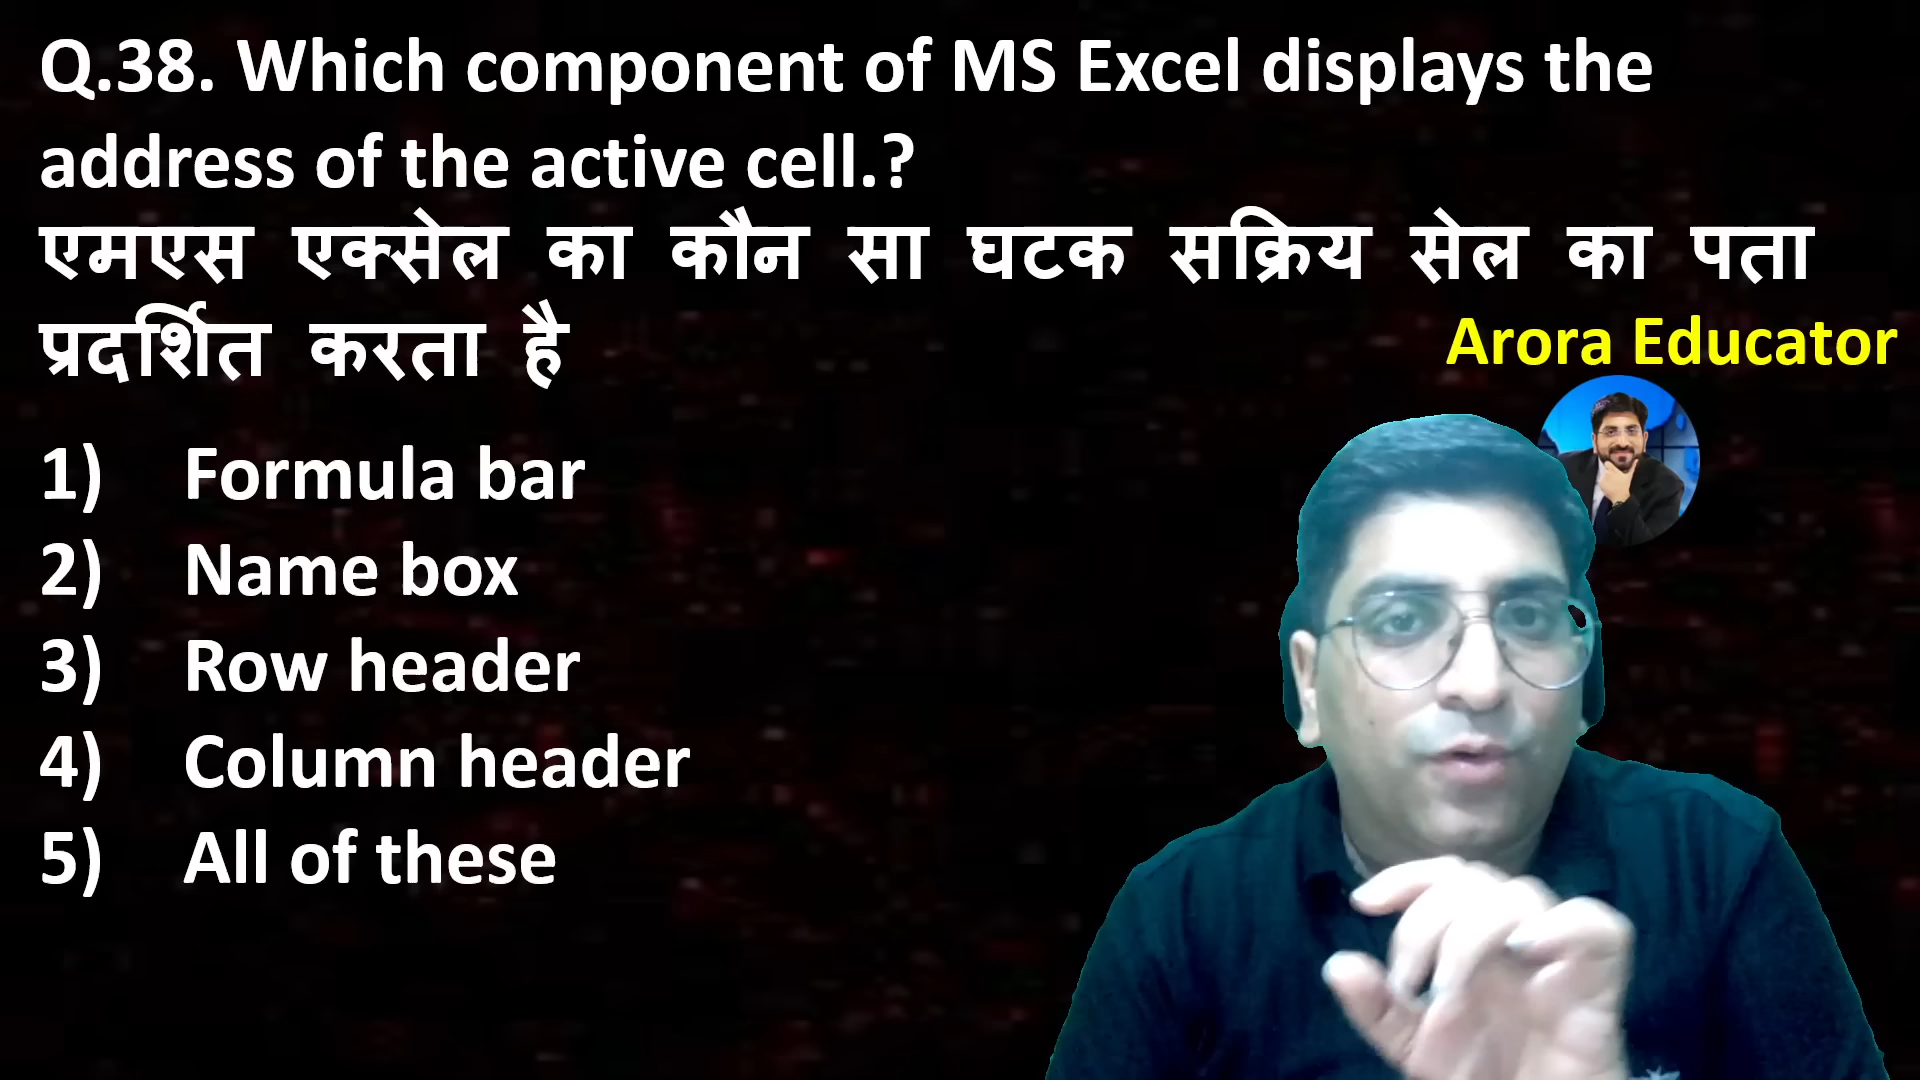 Q.38. Which component of MS Excel displays the
address of the active cell.?
एमएस एक्सेल का कौन सा घटक सक्रिय सेल का पता
प्रदर्शित करता है
Arora Educator
1) Formula bar
2) Name box
3) Row header
4) Column header
5) All of these